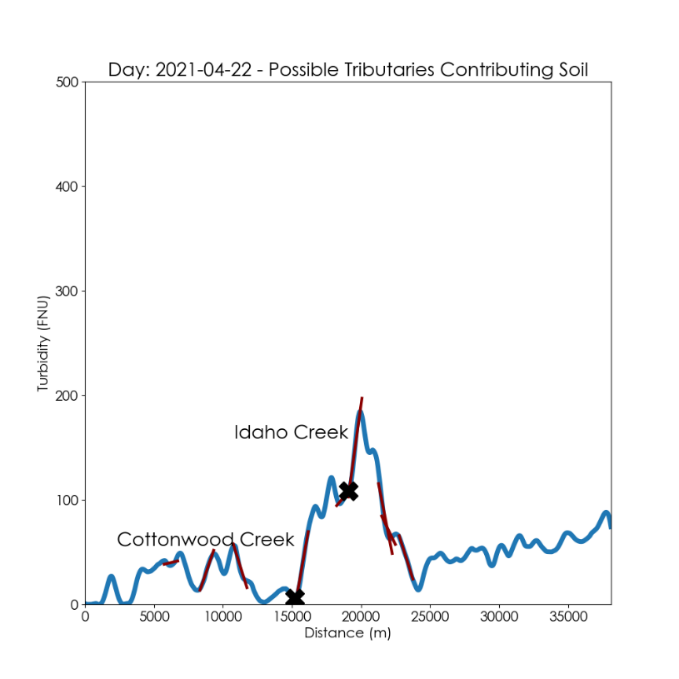 Day: 2021-04-22 - Possible Tributaries Contributing Soil
500
400
300
200
100
0
Turbidity (FNU)
Idaho Creek
Cottonwood Creek
0 5000 10000 15000 20000 25000 30000 35000
Distance (m)